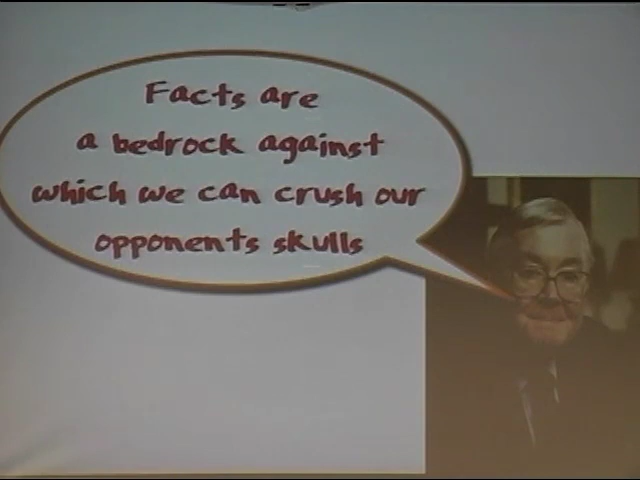 Facts are
a bedrock against
which we can crush our
opponents skulls